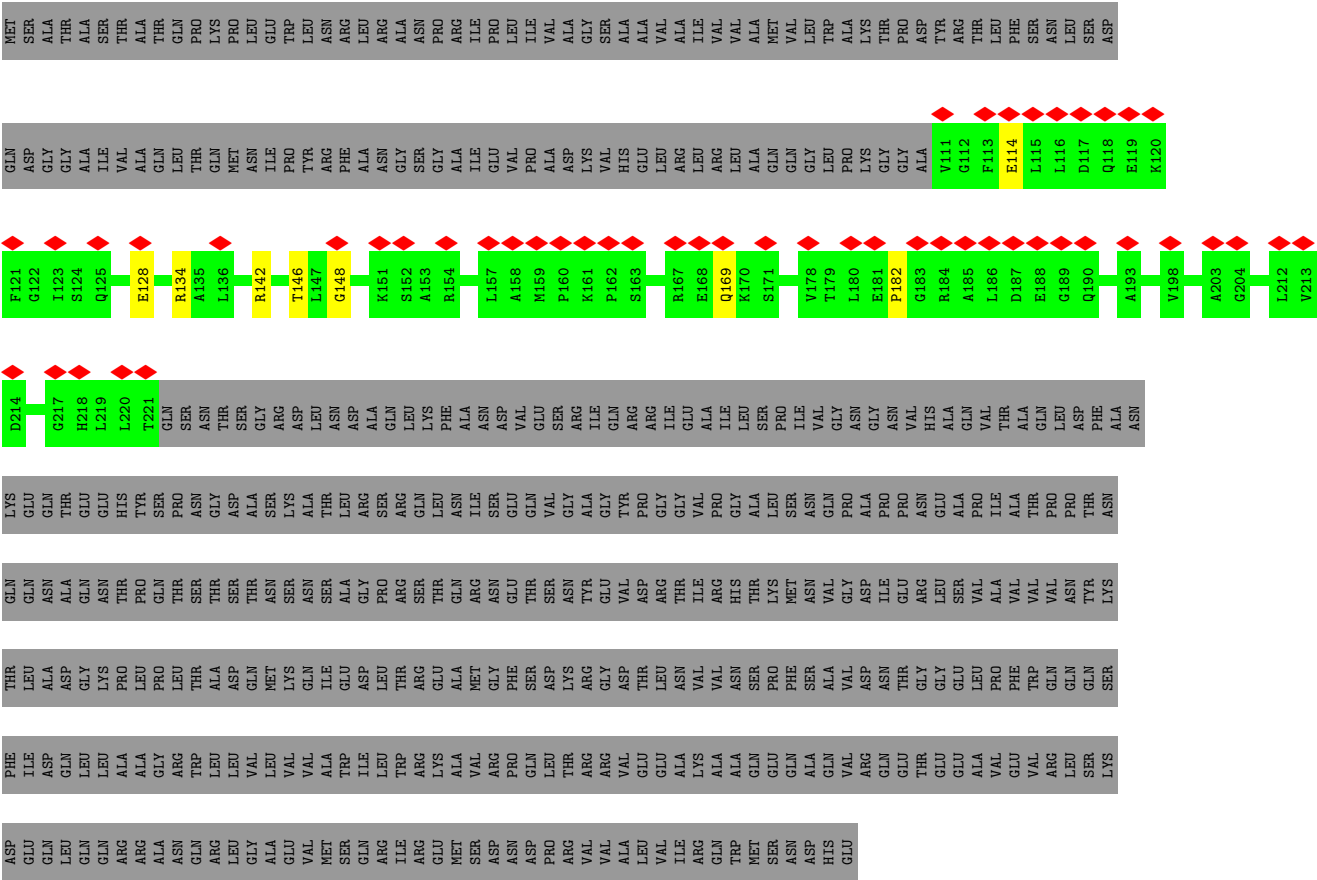 MET SER ALA THR ALA SER THR ALA THR GLN PRO LYS PRO LEU GLU TRP LEU ASN ARG LEU ARG ALA ASN PRO ARG ILE PRO LEU ILE VAL ALA GLY SER ALA ALA VAL ALA ILE VAL VAL ALA MET VAL LEU TRP ALA LYS THR PRO ASP TYR ARG THR LEU PHE SER ASN LEU SER ASP
GLN ASP GLY GLY ALA ILE VAL ALA GLN LEU THR GLN MET ASN ILE PRO TYR ARG PHE ALA ASN GLY SER GLY ALA ILE GLU VAL PRO ALA ASP LYS VAL HIS GLU LEU ARG LEU ARG LEU ALA GLN GLN GLY LEU PRO LYS GLY GLY ALA V111 G112 F113 E114 L115 L116 D117 Q118 E119 K120
F121 G122 I123 S124 Q125 E128 R134 A135 L136 R142 T146 L147 G148 K151 S152 A153 R154 L157 A158 M159 P160 K161 P162 S163 R167 E168 Q169 K170 S171 V178 T179 L180 E181 P182 G183 R184 A185 L186 D187 E188 G189 Q190 A193 V198 A203 G204 L212 V213
D214 G217 H218 L219 L220 T221 GLN SER ASN THR SER GLY ARG ASP LEU ASN ASP ALA GLN LEU LYS PHE ALA ASN ASP VAL GLU SER ARG ILE GLN ARG ARG ILE GLU ALA ILE LEU SER PRO ILE VAL GLY ASN GLY ASN VAL HIS ALA GLN VAL THR ALA GLN LEU ASP PHE ALA ASN
LYS GLU GLN THR GLU GLU HIS TYR SER PRO ASN GLY ASP ALA SER LYS ALA THR LEU ARG SER ARG GLN LEU ASN ILE SER GLU GLN VAL GLY ALA GLY TYR PRO GLY GLY VAL PRO GLY ALA LEU SER ASN GLN PRO ALA PRO PRO ASN GLU ALA PRO ILE ALA THR PRO PRO THR ASN
GLN GLN ASN ALA GLN ASN THR PRO GLN THR SER THR SER THR ASN SER ASN SER ALA GLY PRO ARG SER THR GLN ARG ASN GLU THR SER ASN TYR GLU VAL ASP ARG THR ILE ARG HIS THR LYS MET ASN VAL GLY ASP ILE GLU ARG LEU SER VAL ALA VAL VAL VAL ASN TYR LYS
THR LEU ALA ASP GLY LYS PRO LEU PRO LEU THR ALA ASP GLN MET LYS GLN ILE GLU ASP LEU THR ARG GLU ALA MET GLY PHE SER ASP LYS ARG GLY ASP THR LEU ASN VAL VAL ASN SER PRO PHE SER ALA VAL ASP ASN THR GLY GLY GLU LEU PRO PHE TRP GLN GLN GLN SER
PHE ILE ASP GLN LEU LEU ALA ALA GLY ARG TRP LEU LEU VAL LEU VAL VAL ALA TRP ILE LEU TRP ARG LYS ALA VAL ARG PRO GLN LEU THR ARG ARG VAL GLU GLU ALA LYS ALA ALA GLN GLU GLN ALA GLN VAL ARG GLN GLU THR GLU GLU ALA VAL GLU VAL ARG LEU SER LYS
ASP GLU GLN LEU GLN GLN ARG ARG ALA ASN GLN ARG LEU GLY ALA GLU VAL MET SER GLN ARG ILE ARG GLU MET SER ASP ASN ASP PRO ARG VAL VAL ALA LEU VAL ILE ARG GLN TRP MET SER ASN ASP HIS GLU